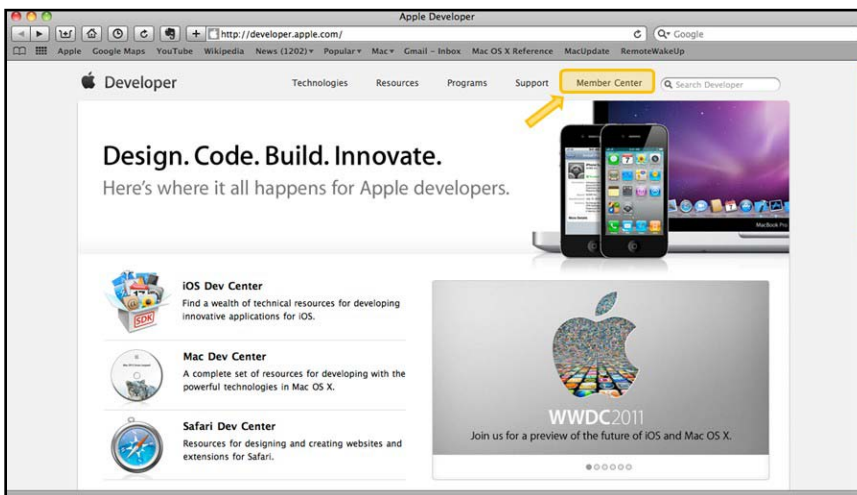 Apple Developer
http://developer.apple.com/
Google
Apple Google Maps YouTube Wikipedia News (1202) Popular Mac Gmail - Inbox Mac OS X Reference MacUpdate RemoteWakeUp
Developer Technologies Resources Programs Support Member Center Search Developer
Design. Code. Build. Innovate.
Here's where it all happens for Apple developers.
MacBook Pro
iOS Dev Center
Find a wealth of technical resources for developing
innovative applications for iOS.
SDK
Mac Dev Center
A complete set of resources for developing with the
powerful technologies in Mac OS X.
Safari Dev Center
Resources for designing and creating websites and
extensions for Safari.
WWDC2011
Join us for a preview of the future of iOS and Mac OS X.